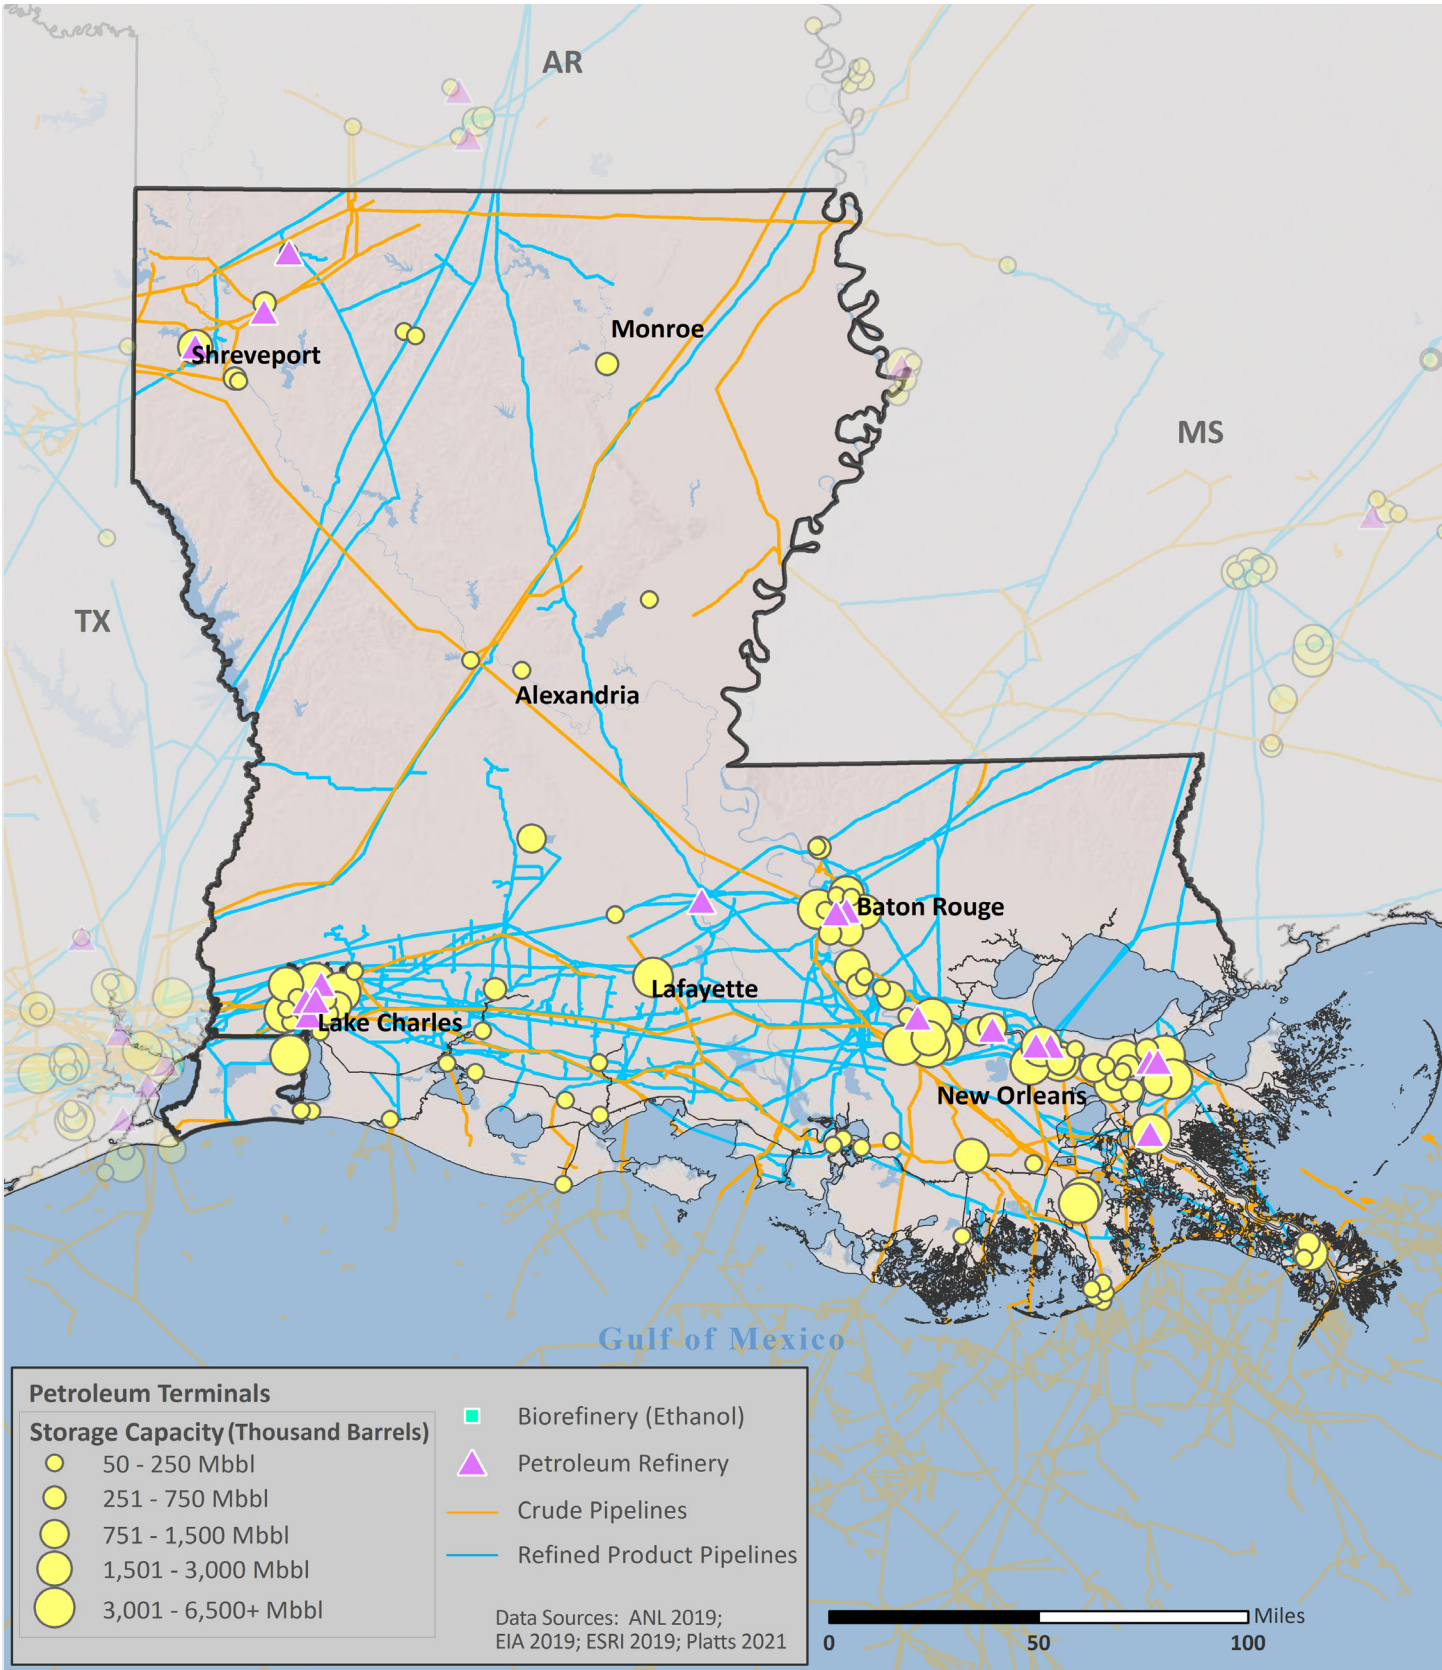 AR
Monroe
Shreveport
MS
TX
Alexandria
Baton Rouge
Lafayette
Lake Charles
New Orleans
Gulf of Mexico
Petroleum Terminals
Storage Capacity (Thousand Barrels)
50 - 250 Mbbl
251 - 750 Mbbl
751 - 1,500 Mbbl
1,501 - 3,000 Mbbl
3,001 - 6,500+ Mbbl
Biorefinery (Ethanol)
Petroleum Refinery
Crude Pipelines
Refined Product Pipelines
Data Sources: ANL 2019;
EIA 2019; ESRI 2019; Platts 2021
Miles
0 50 100